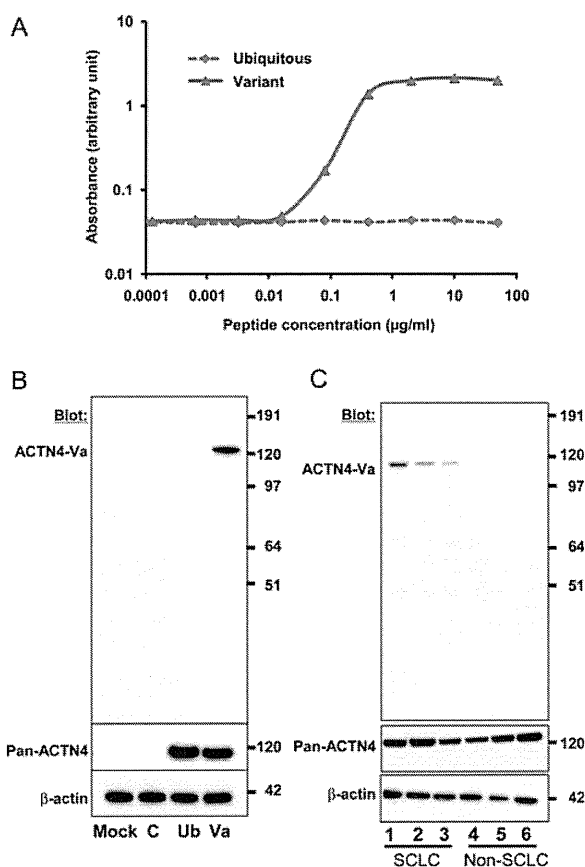 A
Absorbance (arbitrary unit)
10
1
0.1
0.01
Ubiquitous
Variant
0.0001 0.001 0.01 0.1 1 10 100
Peptide concentration (µg/ml)
B
Blot:
ACTN4-Va
191
120
97
64
51
Pan-ACTN4
120
β-actin
42
Mock C Ub Va
C
Blot:
ACTN4-Va
191
120
97
64
51
Pan-ACTN4
120
β-actin
42
1 2 3 4 5 6
SCLC Non-SCLC